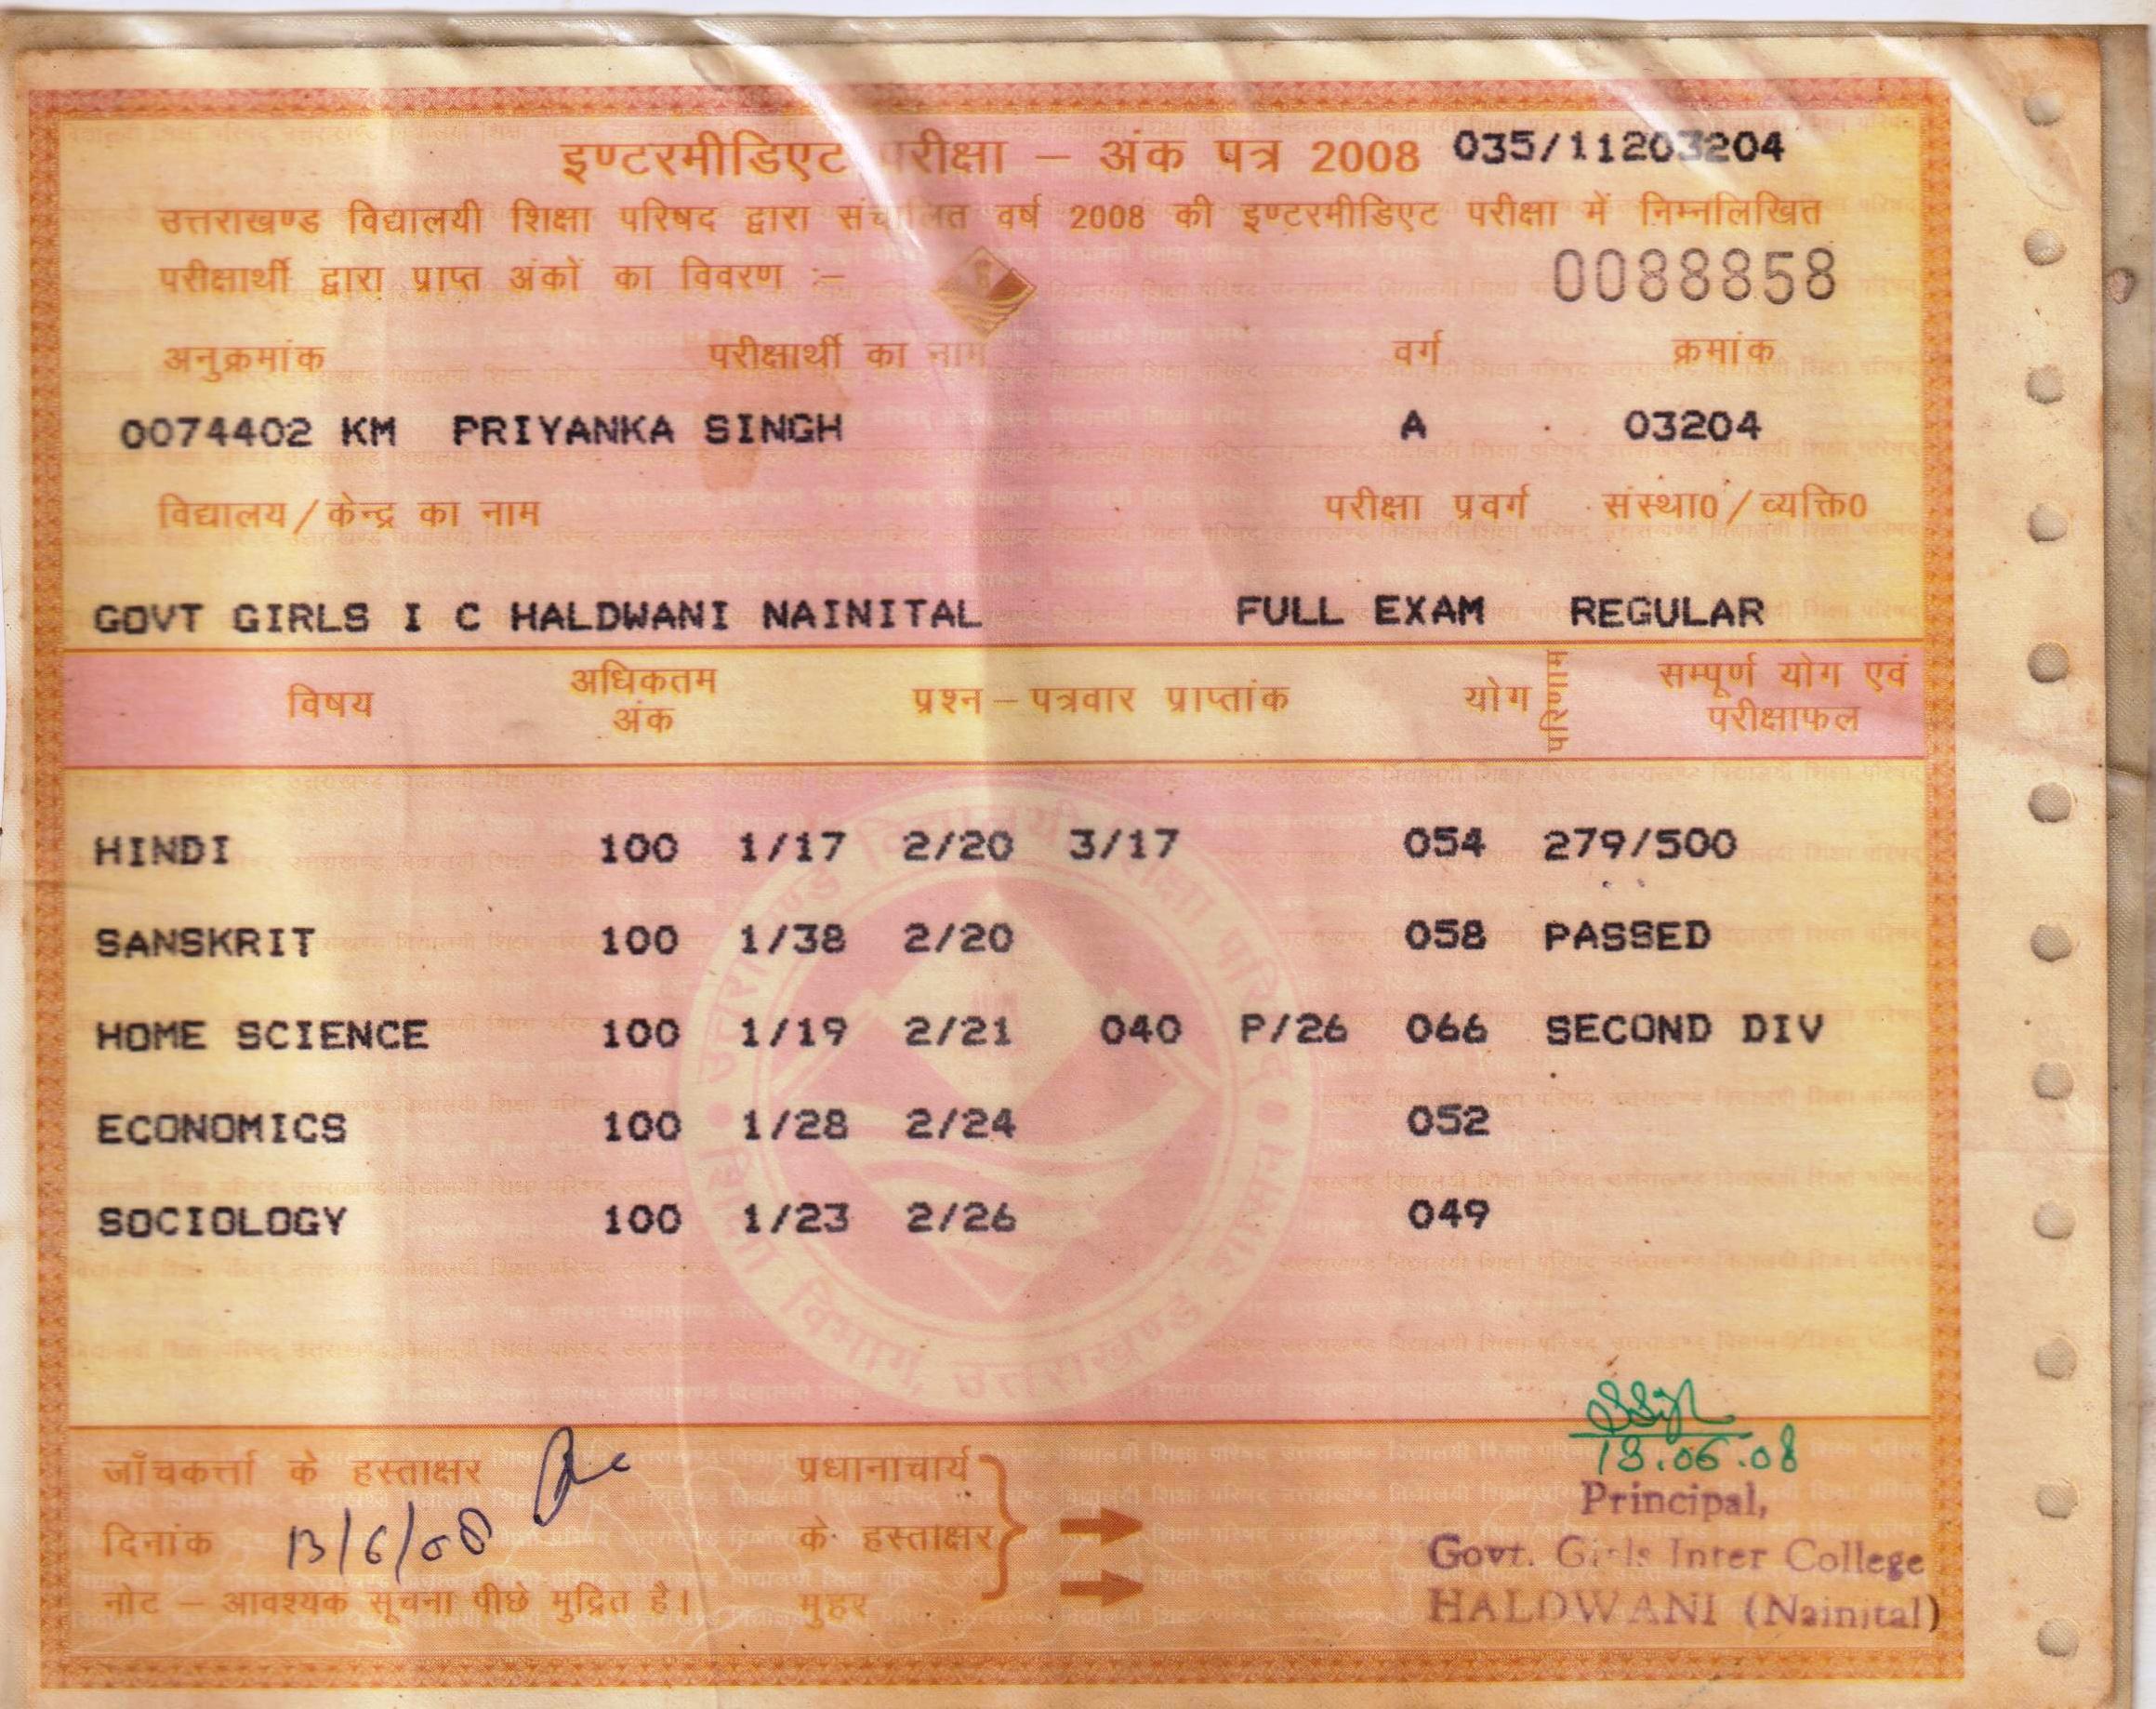 इण्टरमीडिएट परीक्षा – अंक पत्र 2008 035/11203204
उत्तराखण्ड विद्यालयी शिक्षा परिषद द्वारा संचालित वर्ष 2008 की इण्टरमीडिएट परीक्षा में निम्नलिखित
परीक्षार्थी द्वारा प्राप्त अंकों का विवरण :–
0088858
अनुक्रमांक परीक्षार्थी का नाम वर्ग क्रमांक
0074402 KM PRIYANKA SINGH A 03204
विद्यालय/केन्द्र का नाम परीक्षा प्रवर्ग संस्था0/व्यक्ति0
GOVT GIRLS I C HALDWANI NAINITAL FULL EXAM REGULAR
विषय अधिकतम अंक प्रश्न–पत्रवार प्राप्तांक योग परिणाम सम्पूर्ण योग एवं परीक्षाफल
HINDI 100 1/17 2/20 3/17 054 279/500
SANSKRIT 100 1/38 2/20 058 PASSED
HOME SCIENCE 100 1/19 2/21 040 P/26 066 SECOND DIV
ECONOMICS 100 1/28 2/24 052
SOCIOLOGY 100 1/23 2/26 049
जाँचकर्त्ता के हस्ताक्षर प्रधानाचार्य
18.06.08
Principal,
दिनांक 13/6/08 के हस्ताक्षर
Govt. Girls Inter College
नोट – आवश्यक सूचना पीछे मुद्रित है। मुहर
HALDWANI (Nainital)